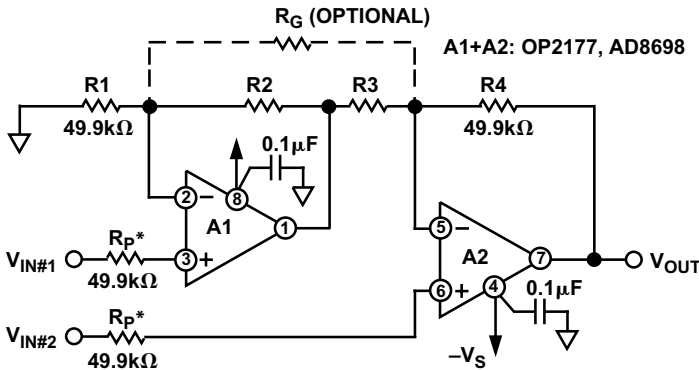 R_G (OPTIONAL)
A1+A2: OP2177, AD8698
R1
R2
R3
R4
49.9kΩ
49.9kΩ
0.1μF
2
–
8
A1
1
3
+
V_IN#1
R_P*
49.9kΩ
5
–
A2
7
V_OUT
6
+
4
0.1μF
V_IN#2
R_P*
49.9kΩ
–V_S